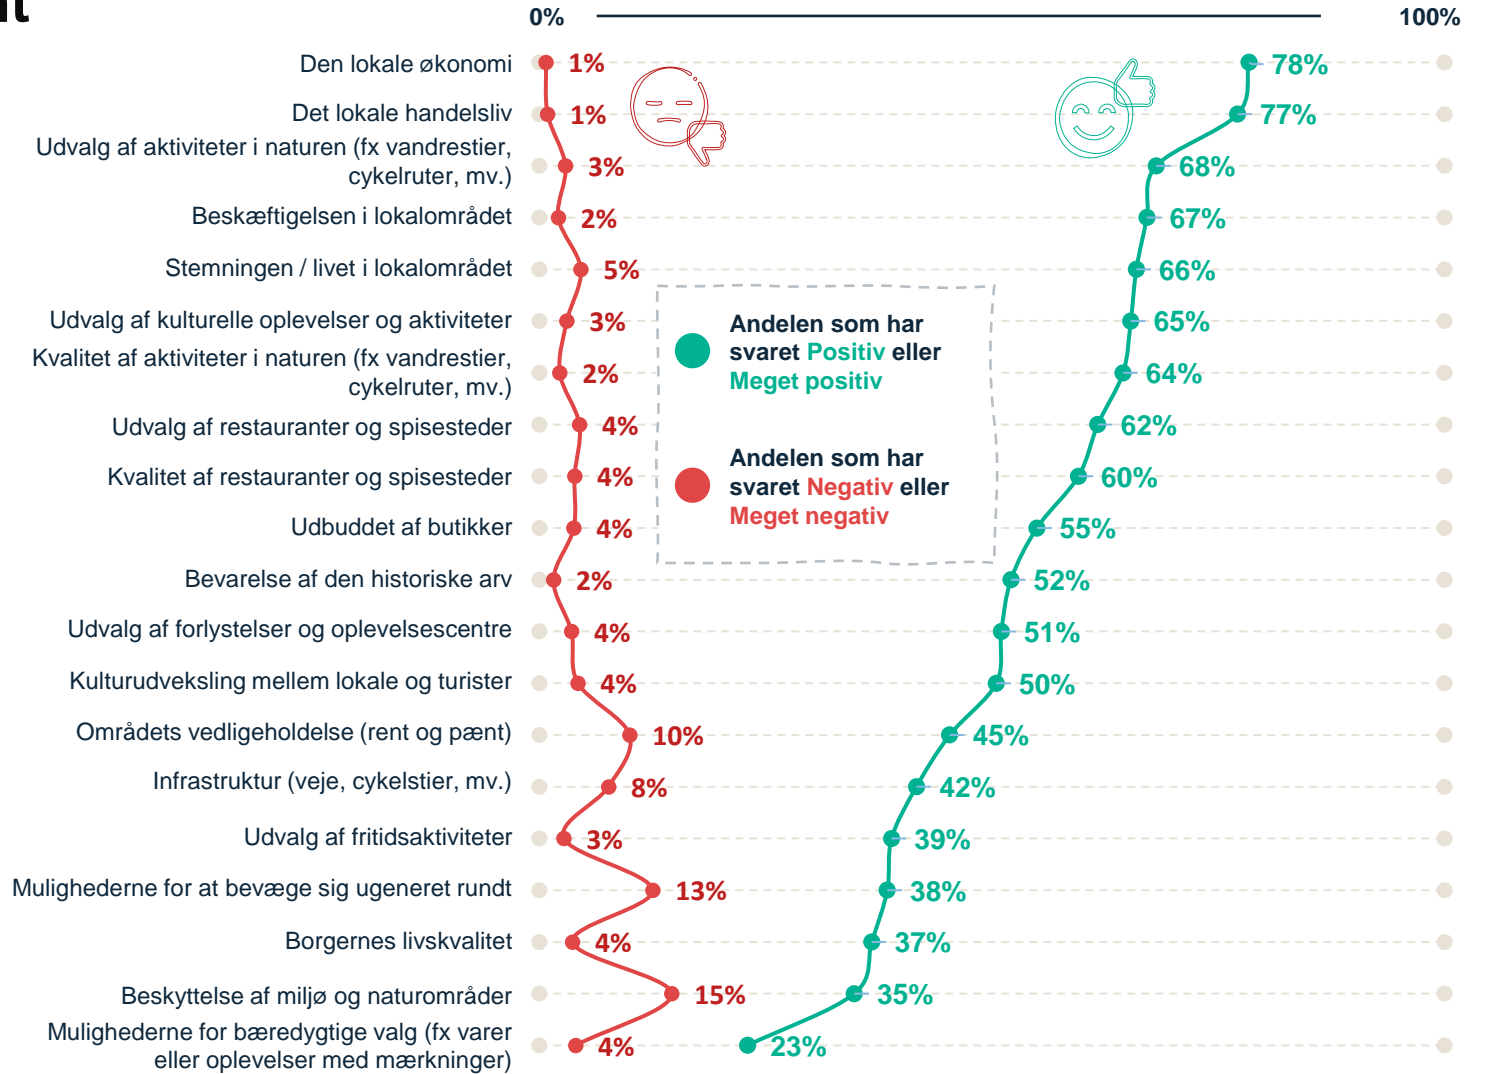 0% 100%
Den lokale økonomi 1% 78%
Det lokale handelsliv 1% 77%
Udvalg af aktiviteter i naturen (fx vandrestier,
cykelruter, mv.) 3% 68%
Beskæftigelsen i lokalområdet 2% 67%
Stemningen / livet i lokalområdet 5% 66%
Udvalg af kulturelle oplevelser og aktiviteter 3% 65%
Kvalitet af aktiviteter i naturen (fx vandrestier,
cykelruter, mv.) 2% 64%
Udvalg af restauranter og spisesteder 4% 62%
Kvalitet af restauranter og spisesteder 4% 60%
Udbuddet af butikker 4% 55%
Bevarelse af den historiske arv 2% 52%
Udvalg af forlystelser og oplevelsescentre 4% 51%
Kulturudveksling mellem lokale og turister 4% 50%
Områdets vedligeholdelse (rent og pænt) 10% 45%
Infrastruktur (veje, cykelstier, mv.) 8% 42%
Udvalg af fritidsaktiviteter 3% 39%
Mulighederne for at bevæge sig ugeneret rundt 13% 38%
Borgernes livskvalitet 4% 37%
Beskyttelse af miljø og naturområder 15% 35%
Mulighederne for bæredygtige valg (fx varer
eller oplevelser med mærkninger) 4% 23%
Andelen som har
svaret Positiv eller
Meget positiv
Andelen som har
svaret Negativ eller
Meget negativ